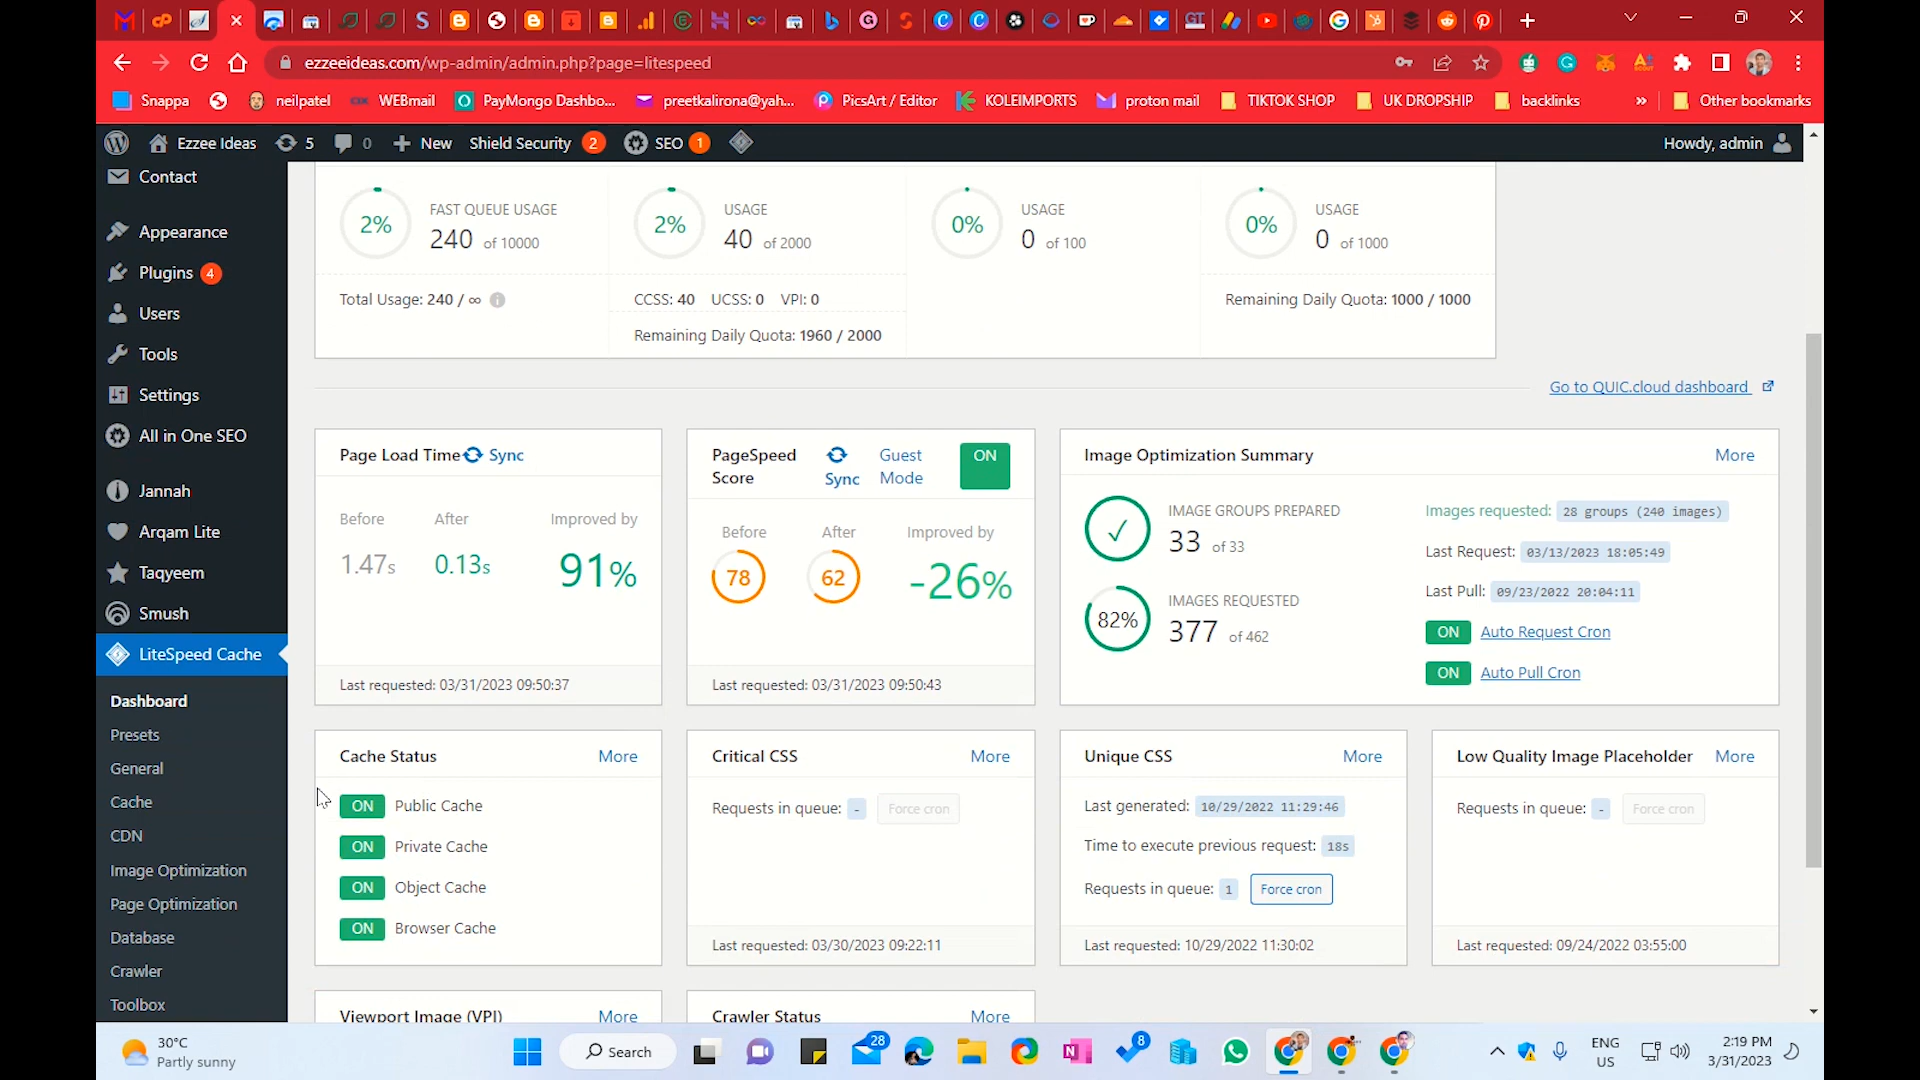 ezzeeideas.com/wp-admin/admin.php?page=litespeed
Snappa neilpatel WEBmail PayMongo Dashbo... preetkalirona@yah... PicsArt / Editor KOLEIMPORTS proton mail TIKTOK SHOP UK DROPSHIP backlinks » Other bookmarks
Ezzee Ideas 5 0 New Shield Security 2 SEO 1 Howdy, admin
Contact
Appearance
Plugins 4
Users
Tools
Settings
All in One SEO
Jannah
Arqam Lite
Taqyeem
Smush
LiteSpeed Cache
Dashboard
Presets
General
Cache
CDN
Image Optimization
Page Optimization
Database
Crawler
Toolbox
2% FAST QUEUE USAGE
240 of 10000
Total Usage: 240 / ∞
2% USAGE
40 of 2000
CCSS: 40 UCSS: 0 VPI: 0
Remaining Daily Quota: 1960 / 2000
0% USAGE
0 of 100
0% USAGE
0 of 1000
Remaining Daily Quota: 1000 / 1000
Go to QUIC.cloud dashboard
Page Load Time Sync
Before After Improved by
1.47s 0.13s 91%
Last requested: 03/31/2023 09:50:37
PageSpeed Score Sync Guest Mode ON
Before After Improved by
78 62 -26%
Last requested: 03/31/2023 09:50:43
Image Optimization Summary More
IMAGE GROUPS PREPARED
33 of 33
82% IMAGES REQUESTED
377 of 462
Images requested: 28 groups (240 images)
Last Request: 03/13/2023 18:05:49
Last Pull: 09/23/2022 20:04:11
ON Auto Request Cron
ON Auto Pull Cron
Cache Status More
ON Public Cache
ON Private Cache
ON Object Cache
ON Browser Cache
Critical CSS More
Requests in queue: - Force cron
Last requested: 03/30/2023 09:22:11
Unique CSS More
Last generated: 10/29/2022 11:29:46
Time to execute previous request: 18s
Requests in queue: 1 Force cron
Last requested: 10/29/2022 11:30:02
Low Quality Image Placeholder More
Requests in queue: - Force cron
Last requested: 09/24/2022 03:55:00
Viewport Image (VPI) More
Crawler Status More
30°C
Partly sunny
Search
28
8
ENG
US
2:19 PM
3/31/2023